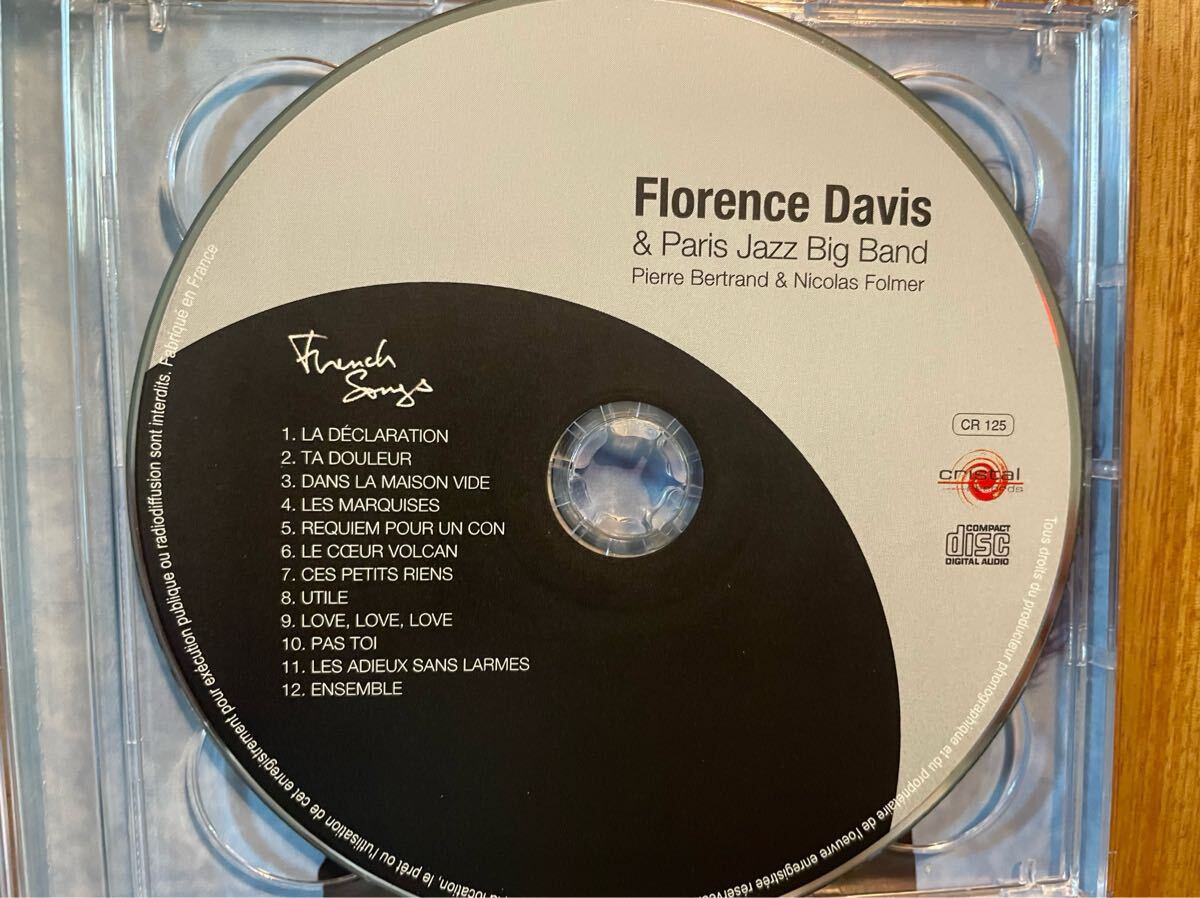 Florence Davis
& Paris Jazz Big Band
Pierre Bertrand & Nicolas Folmer
French
Songs
1. LA DÉCLARATION
2. TA DOULEUR
3. DANS LA MAISON VIDE
4. LES MARQUISES
5. REQUIEM POUR UN CON
6. LE CŒUR VOLCAN
7. CES PETITS RIENS
8. UTILE
9. LOVE, LOVE, LOVE
10. PAS TOI
11. LES ADIEUX SANS LARMES
12. ENSEMBLE
CR 125
cristal
records
COMPACT
disc
DIGITAL AUDIO
Tous droits du producteur phonographique et du propriétaire de l'oeuvre enregistrée
location, le prêt ou l'utilisation de cet enregistrement pour exécution publique ou radiodiffusion sont interdits. Fabriqué en France